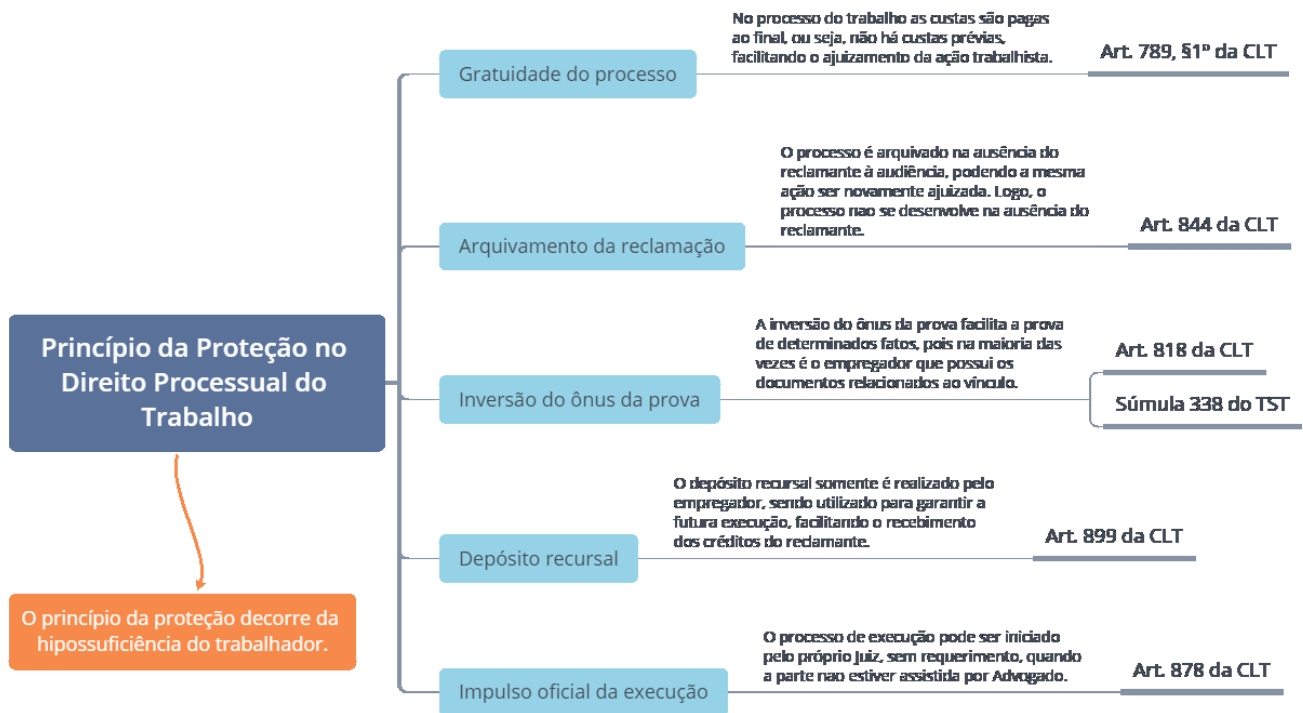 No processo do trabalho as custas são pagas
ao final, ou seja, não há custas prévias,
facilitando o ajuizamento da ação trabalhista.
Gratuidade do processo
Art. 789, §1º da CLT
O processo é arquivado na ausência do
reclamante à audiência, podendo a mesma
ação ser novamente ajuizada. Logo, o
processo nao se desenvolve na ausência do
reclamante.
Arquivamento da reclamação
Art. 844 da CLT
Princípio da Proteção no
Direito Processual do
Trabalho
A inversão do ônus da prova facilita a prova
de determinados fatos, pois na maioria das
vezes é o empregador que possui os
documentos relacionados ao vínculo.
Inversão do ônus da prova
Art. 818 da CLT
Súmula 338 do TST
O depósito recursal somente é realizado pelo
empregador, sendo utilizado para garantir a
futura execução, facilitando o recebimento
dos créditos do reclamante.
Depósito recursal
Art. 899 da CLT
O princípio da proteção decorre da
hipossuficiência do trabalhador.
O processo de execução pode ser iniciado
pelo próprio Juiz, sem requerimento, quando
a parte nao estiver assistida por Advogado.
Impulso oficial da execução
Art. 878 da CLT